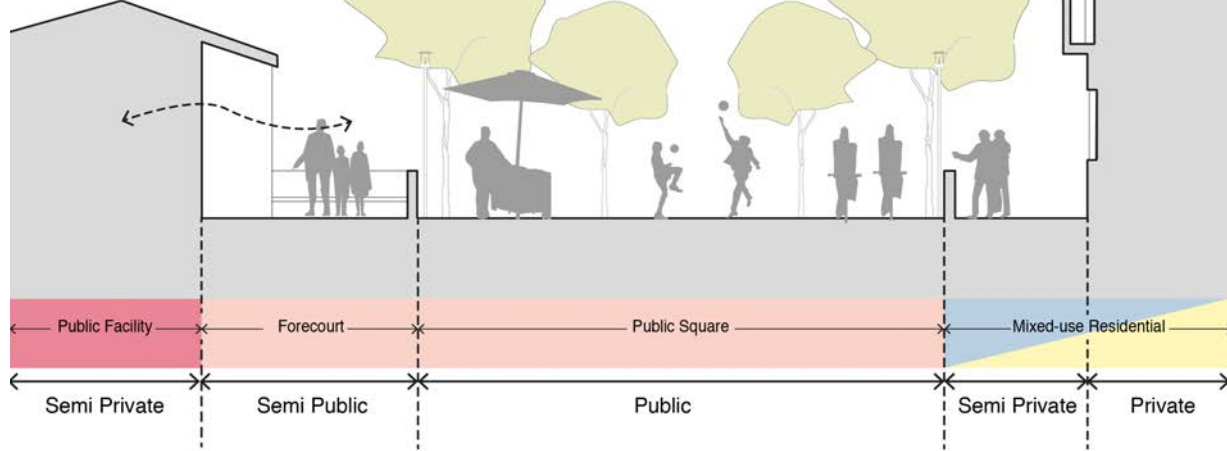 Public Facility
Forecourt
Public Square
Mixed-use Residential
Semi Private
Semi Public
Public
Semi Private
Private